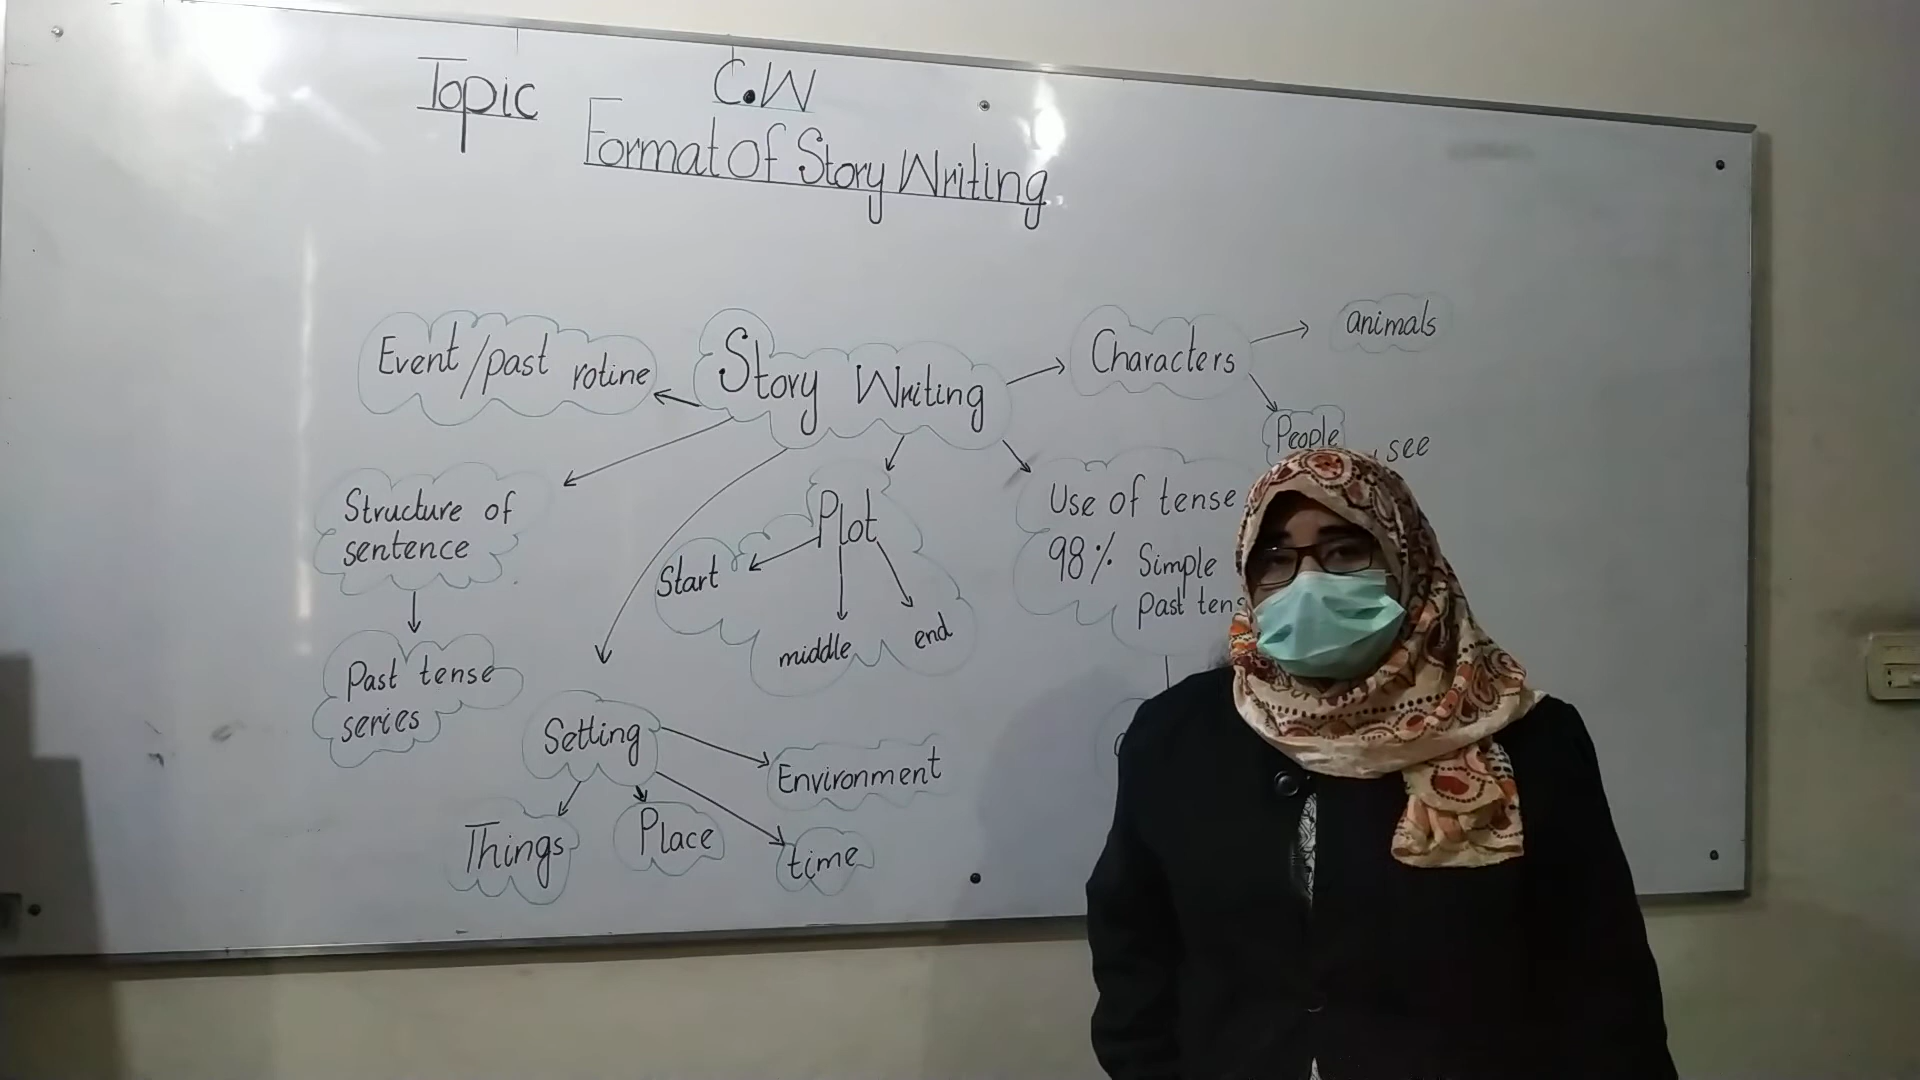 Topic
C.W
Format Of Story Writing
Event/past rotine
Story Writing
Characters
animals
People
see
Structure of
sentence
Past tense
series
Plot
Start
middle
end
Use of tense
98% Simple
Past
Setting
Environment
Things
Place
time